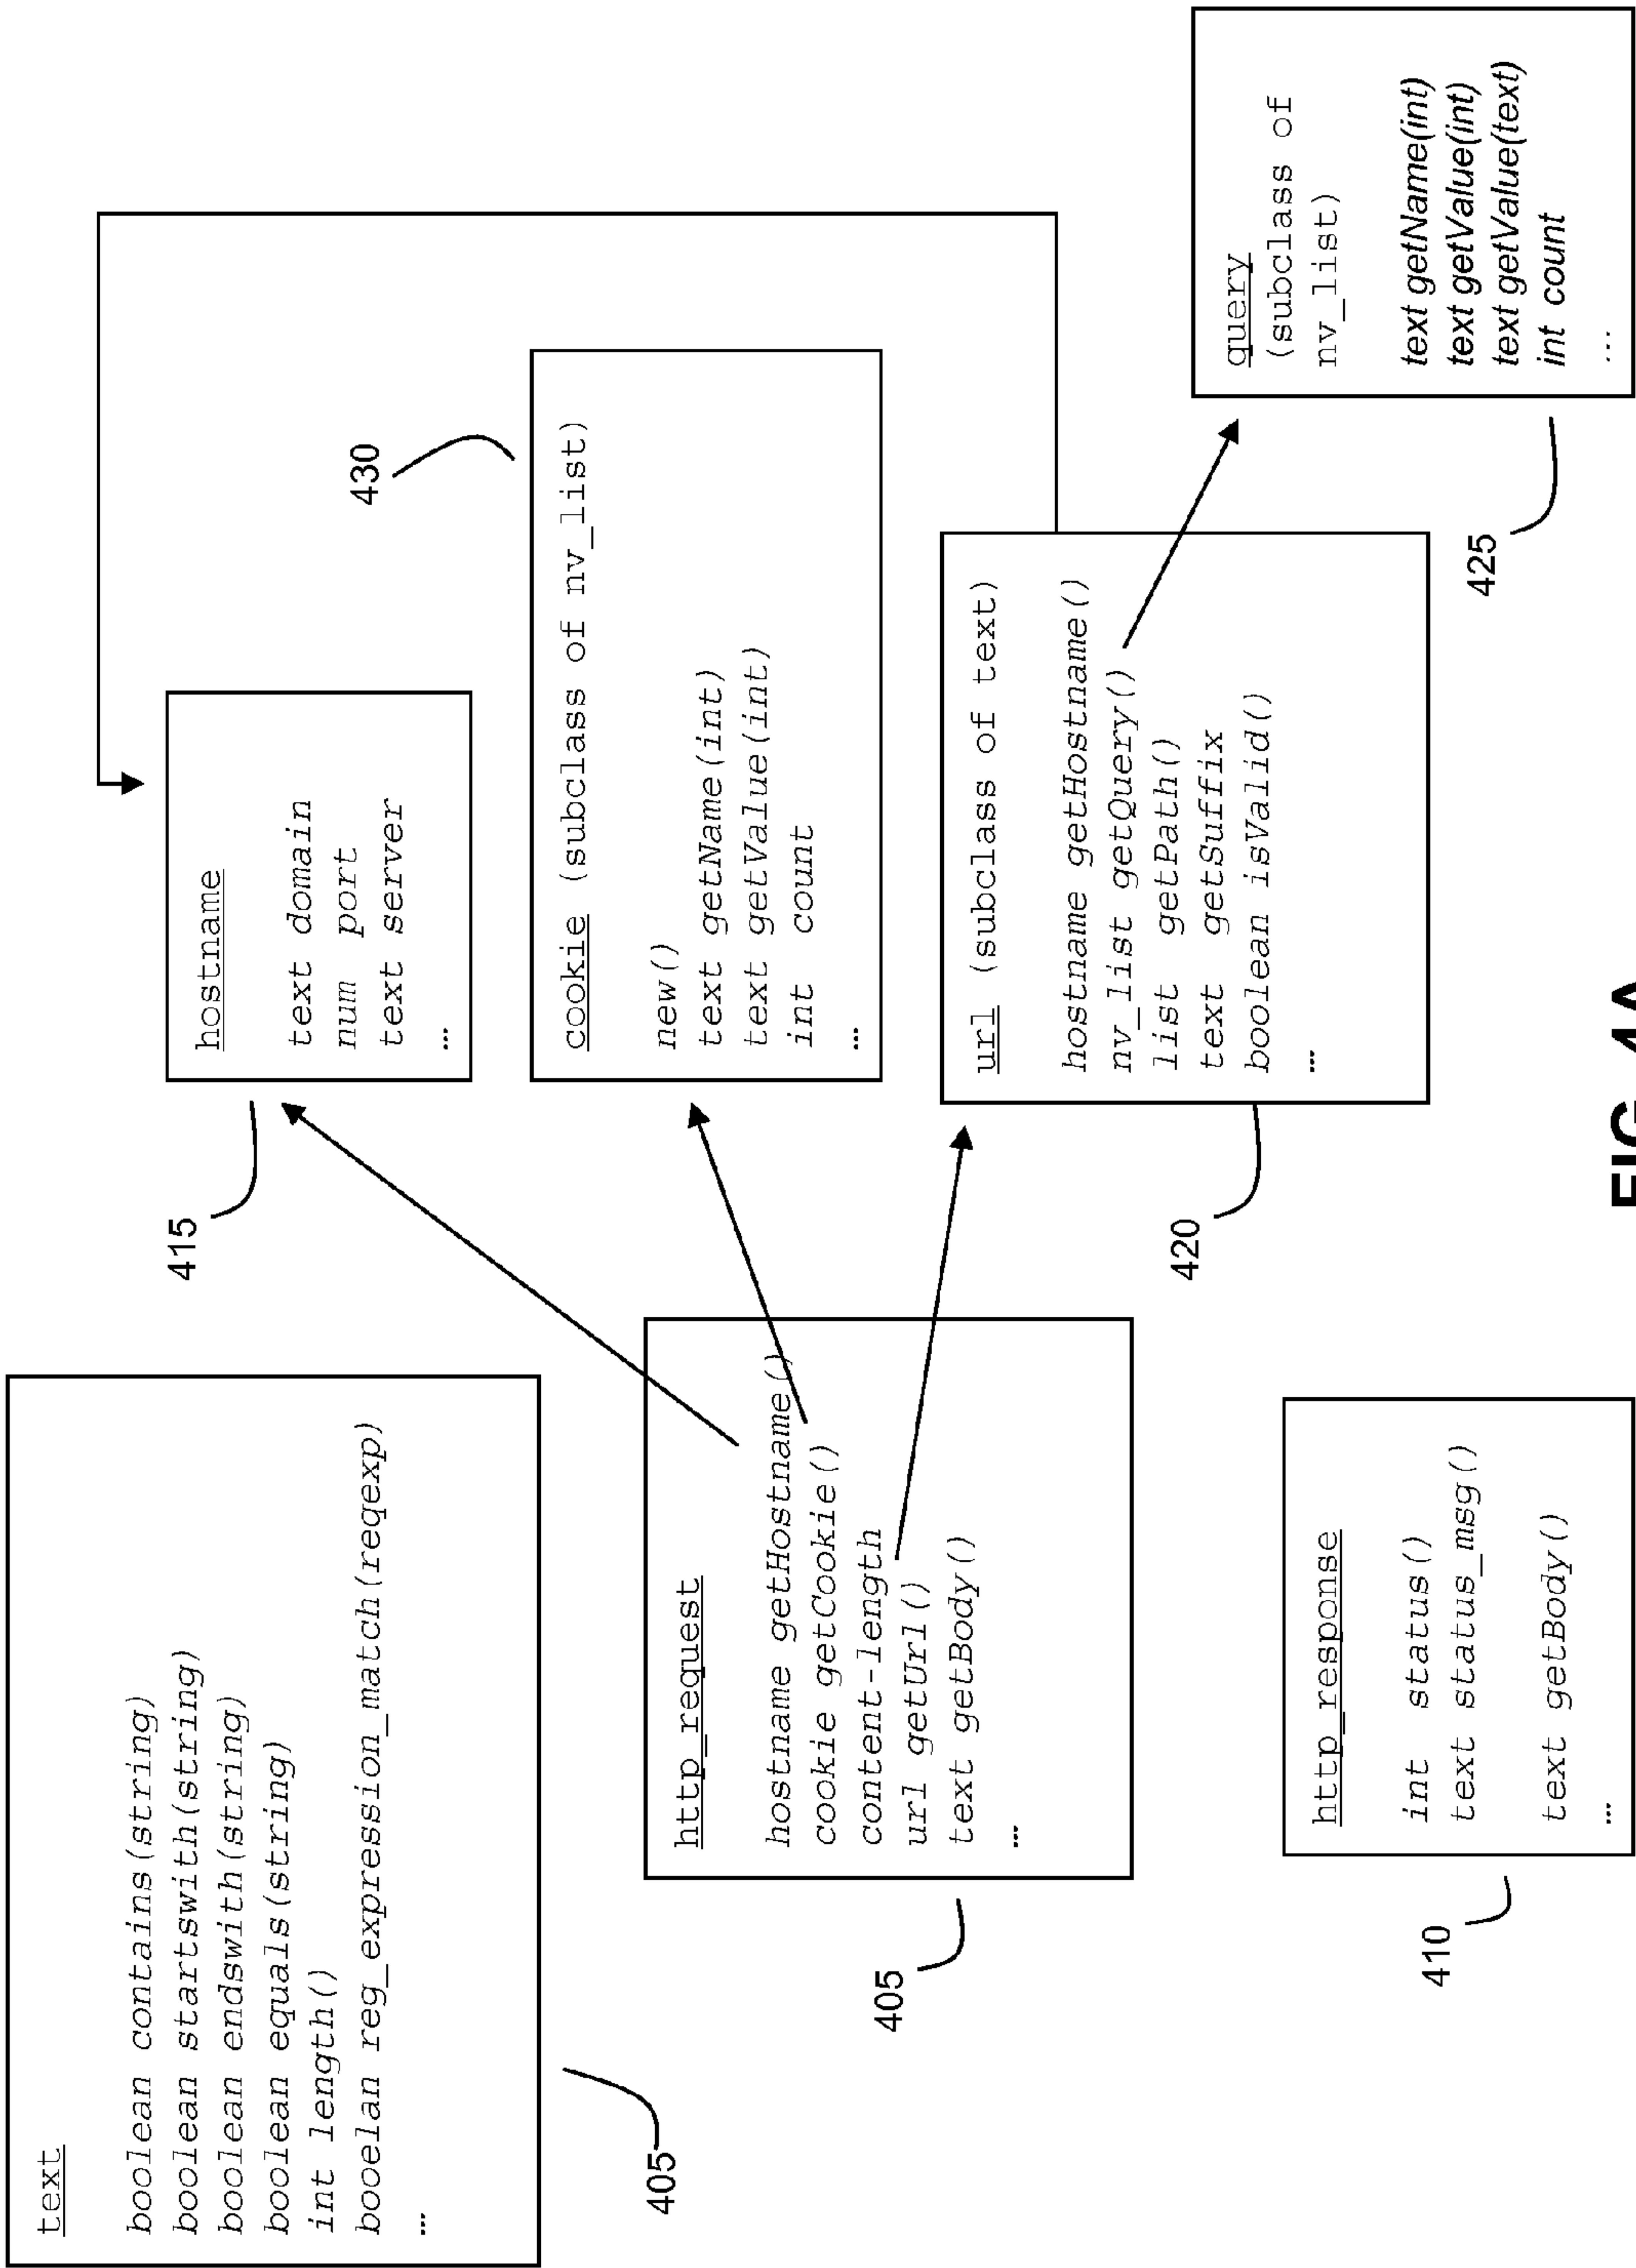 text
boolean contains(string)
boolean startswith(string)
boolean endswith(string)
boolean equals(string)
int length()
booelan reg_expression_match(regexp)
…
405
http_request
hostname getHostname()
cookie getCookie()
content-length
url getUrl()
text getBody()
…
405
http_response
int status()
text status_msg()
text getBody()
…
410
hostname
text domain
num port
text server
…
415
cookie (subclass of nv_list)
new()
text getName(int)
text getValue(int)
int count
…
430
url (subclass of text)
hostname getHostname()
nv_list getQuery()
list getPath()
text getSuffix
boolean isValid()
…
420
query
(subclass of
nv_list)
text getName(int)
text getValue(int)
text getValue(text)
int count
...
425
FIG. 4A